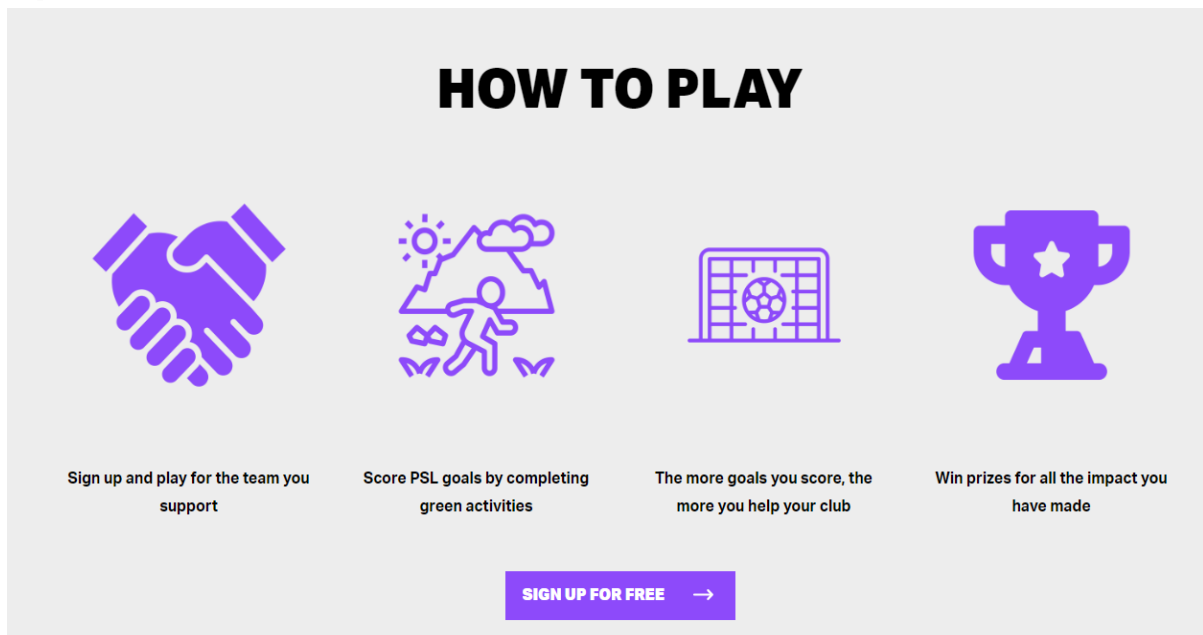 HOW TO PLAY
Sign up and play for the team you
support
Score PSL goals by completing
green activities
The more goals you score, the
more you help your club
Win prizes for all the impact you
have made
SIGN UP FOR FREE →